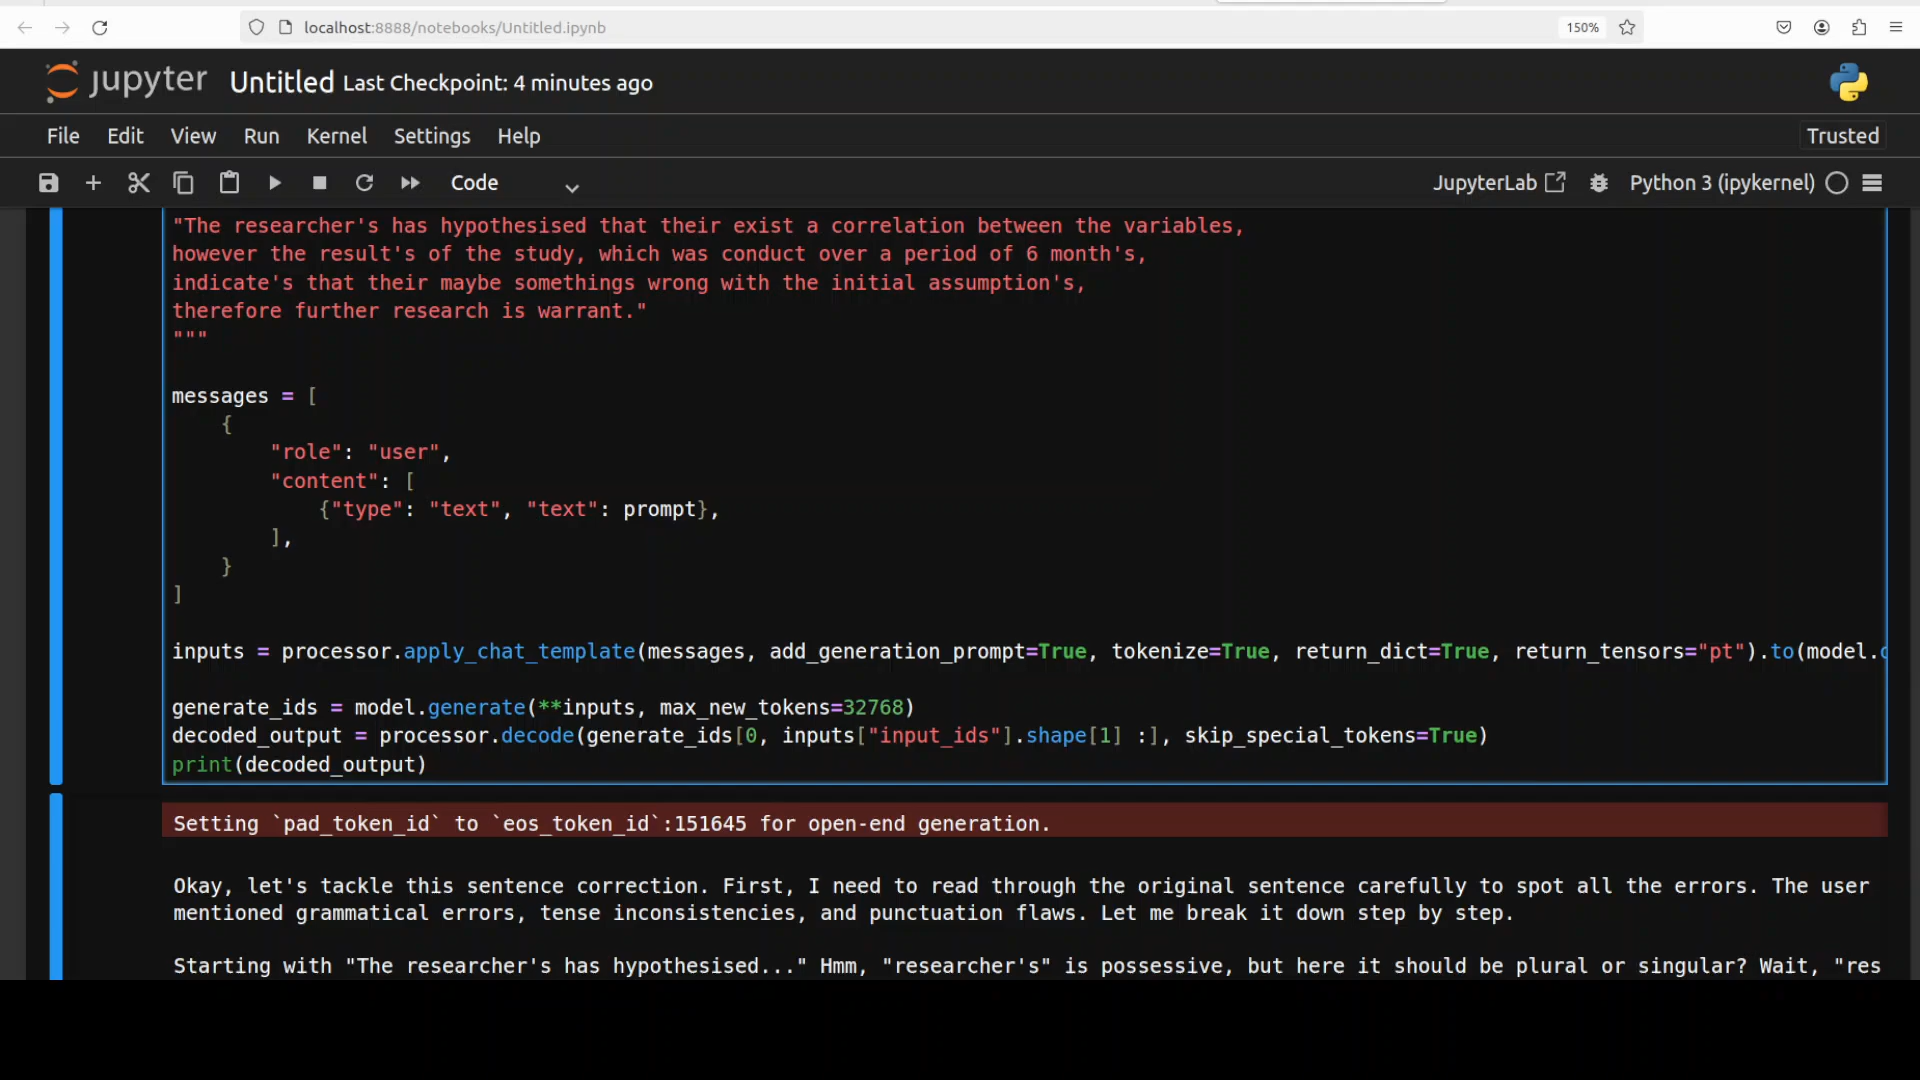 localhost:8888/notebooks/Untitled.ipynb
150%
jupyter Untitled Last Checkpoint: 4 minutes ago
File Edit View Run Kernel Settings Help
Trusted
Code
JupyterLab
Python 3 (ipykernel)
"The researcher's has hypothesised that their exist a correlation between the variables,
however the result's of the study, which was conduct over a period of 6 month's,
indicate's that their maybe somethings wrong with the initial assumption's,
therefore further research is warrant."
"""
messages = [
    {
        "role": "user",
        "content": [
            {"type": "text", "text": prompt},
        ],
    }
]
inputs = processor.apply_chat_template(messages, add_generation_prompt=True, tokenize=True, return_dict=True, return_tensors="pt").to(model.
generate_ids = model.generate(**inputs, max_new_tokens=32768)
decoded_output = processor.decode(generate_ids[0, inputs["input_ids"].shape[1] :], skip_special_tokens=True)
print(decoded_output)
Setting `pad_token_id` to `eos_token_id`:151645 for open-end generation.
Okay, let's tackle this sentence correction. First, I need to read through the original sentence carefully to spot all the errors. The user
mentioned grammatical errors, tense inconsistencies, and punctuation flaws. Let me break it down step by step.
Starting with "The researcher's has hypothesised..." Hmm, "researcher's" is possessive, but here it should be plural or singular? Wait, "res